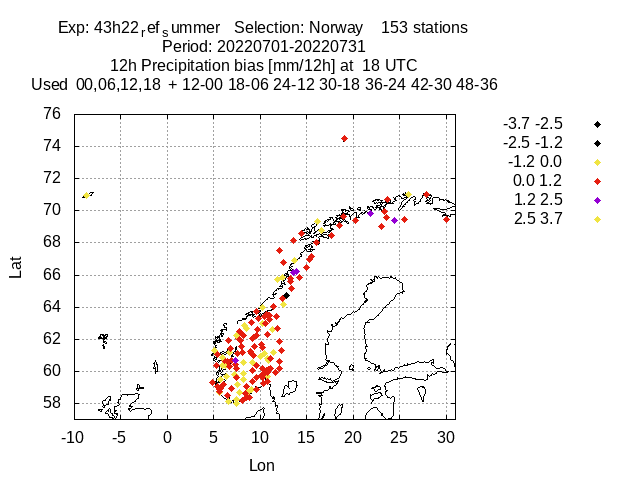 Exp: 43h22refsummer Selection: Norway 153 stations
Period: 20220701-20220731
12h Precipitation bias [mm/12h] at 18 UTC
Used 00,06,12,18 + 12-00 18-06 24-12 30-18 36-24 42-30 48-36
76
74
72
70
68
66
64
62
60
58
Lat
-10 -5 0 5 10 15 20 25 30
Lon
-3.7 -2.5
-2.5 -1.2
-1.2 0.0
0.0 1.2
1.2 2.5
2.5 3.7